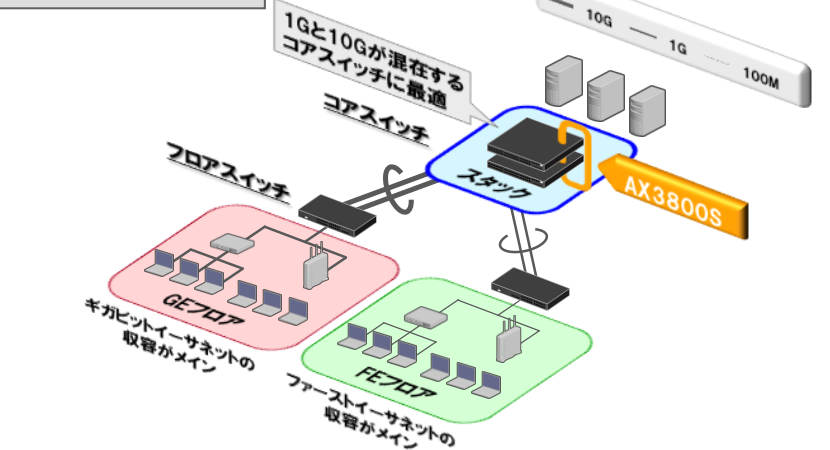 1Gと10Gが混在する
コアスイッチに最適
10G
1G
100M
コアスイッチ
フロアスイッチ
スタック
AX3800S
GEフロア
ギガビットイーサネットの
収容がメイン
FEフロア
ファーストイーサネットの
収容がメイン